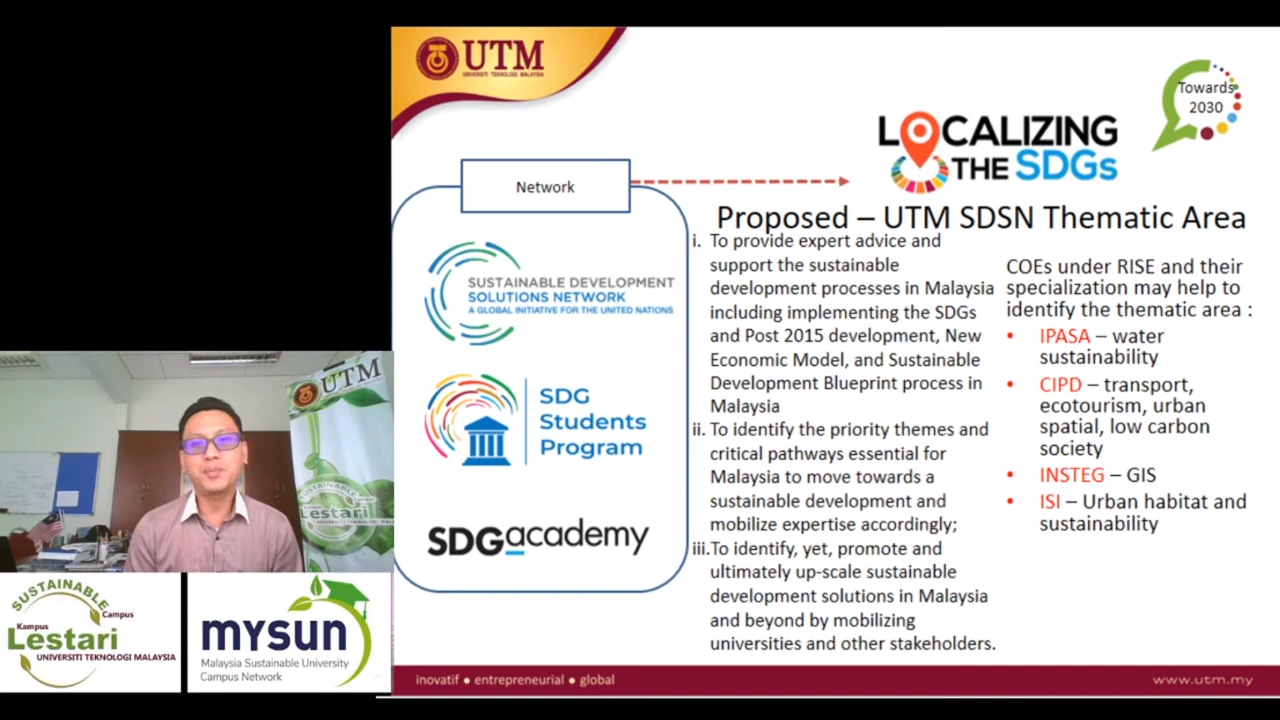 UTM
UNIVERSITI TEKNOLOGI MALAYSIA
Towards
2030
LOCALIZING
THE SDGs
Network
Proposed – UTM SDSN Thematic Area
SUSTAINABLE DEVELOPMENT
SOLUTIONS NETWORK
A GLOBAL INITIATIVE FOR THE UNITED NATIONS
SDG
Students
Program
SDGacademy
i. To provide expert advice and
support the sustainable
development processes in Malaysia
including implementing the SDGs
and Post 2015 development, New
Economic Model, and Sustainable
Development Blueprint process in
Malaysia
ii. To identify the priority themes and
critical pathways essential for
Malaysia to move towards a
sustainable development and
mobilize expertise accordingly;
iii.To identify, yet, promote and
ultimately up-scale sustainable
development solutions in Malaysia
and beyond by mobilizing
universities and other stakeholders.
COEs under RISE and their
specialization may help to
identify the thematic area :
• IPASA – water
sustainability
• CIPD – transport,
ecotourism, urban
spatial, low carbon
society
• INSTEG – GIS
• ISI – Urban habitat and
sustainability
UTM
SUSTAINABLE
Lestari
SUSTAINABLE
Campus
Kampus
Lestari
UNIVERSITI TEKNOLOGI MALAYSIA
mysun
Malaysia Sustainable University
Campus Network
inovatif ● entrepreneurial ● global
www.utm.my